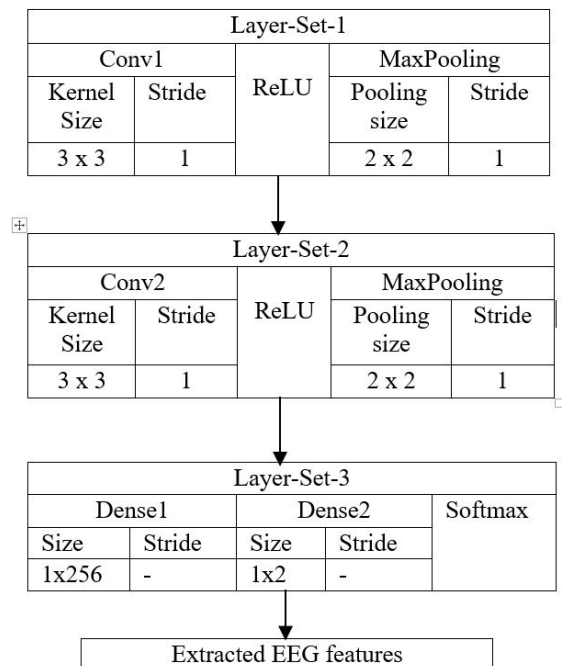 Layer-Set-1
Conv1 ReLU MaxPooling
Kernel Size Stride Pooling size Stride
3 x 3 1 2 x 2 1
Layer-Set-2
Conv2 ReLU MaxPooling
Kernel Size Stride Pooling size Stride
3 x 3 1 2 x 2 1
Layer-Set-3
Dense1 Dense2 Softmax
Size Stride Size Stride
1x256 - 1x2 -
Extracted EEG features